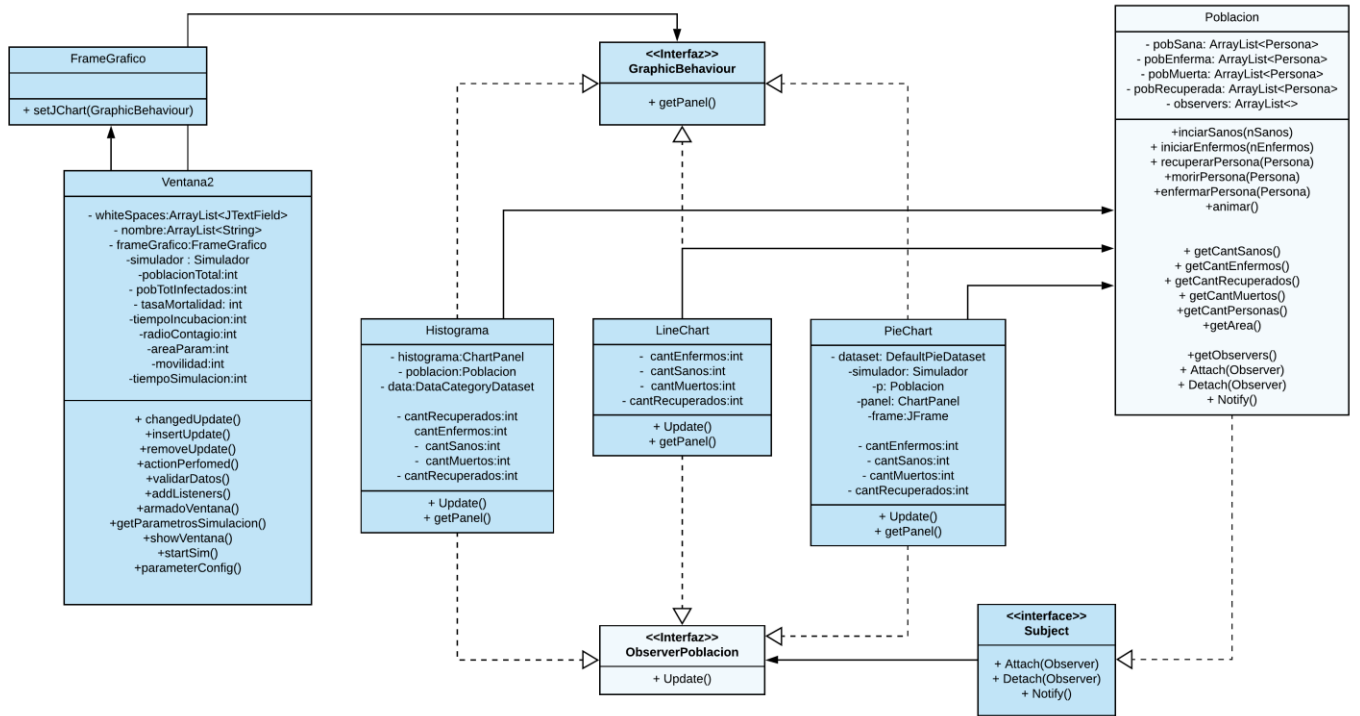 FrameGrafico
+ setJChart(GraphicBehaviour)
Ventana2
- whiteSpaces:ArrayList<JTextField>
- nombre:ArrayList<String>
- frameGrafico:FrameGrafico
-simulador : Simulador
-poblacionTotal:int
- pobTotInfectados:int
- tasaMortalidad: int
-tiempoIncubacion:int
-radioContagio:int
-areaParam:int
-movilidad:int
-tiempoSimulacion:int
+ changedUpdate()
+insertUpdate()
+removeUpdate()
+actionPerfomed()
+validarDatos()
+addListeners()
+armadoVentana()
+getParametrosSimulacion()
+showVentana()
+startSim()
+parameterConfig()
<<Interfaz>>
GraphicBehaviour
+ getPanel()
Histograma
- histograma:ChartPanel
- poblacion:Poblacion
- data:DataCategoryDataset
- cantRecuperados:int
cantEnfermos:int
- cantSanos:int
- cantMuertos:int
- cantRecuperados:int
+ Update()
+ getPanel()
LineChart
- cantEnfermos:int
- cantSanos:int
- cantMuertos:int
- cantRecuperados:int
+ Update()
+ getPanel()
PieChart
- dataset: DefaultPieDataset
-simulador: Simulador
-p: Poblacion
-panel: ChartPanel
-frame:JFrame
- cantEnfermos:int
- cantSanos:int
- cantMuertos:int
- cantRecuperados:int
+ Update()
+ getPanel()
Poblacion
- pobSana: ArrayList<Persona>
- pobEnferma: ArrayList<Persona>
- pobMuerta: ArrayList<Persona>
- pobRecuperada: ArrayList<Persona>
- observers: ArrayList<>
+inciarSanos(nSanos)
+ iniciarEnfermos(nEnfermos)
+ recuperarPersona(Persona)
+morirPersona(Persona)
+enfermarPersona(Persona)
+animar()
+ getCantSanos()
+ getCantEnfermos()
+ getCantRecuperados()
+ getCantMuertos()
+getCantPersonas()
+getArea()
+getObservers()
+ Attach(Observer)
+ Detach(Observer)
+ Notify()
<<Interfaz>>
ObserverPoblacion
+ Update()
<<interface>>
Subject
+ Attach(Observer)
+ Detach(Observer)
+ Notify()